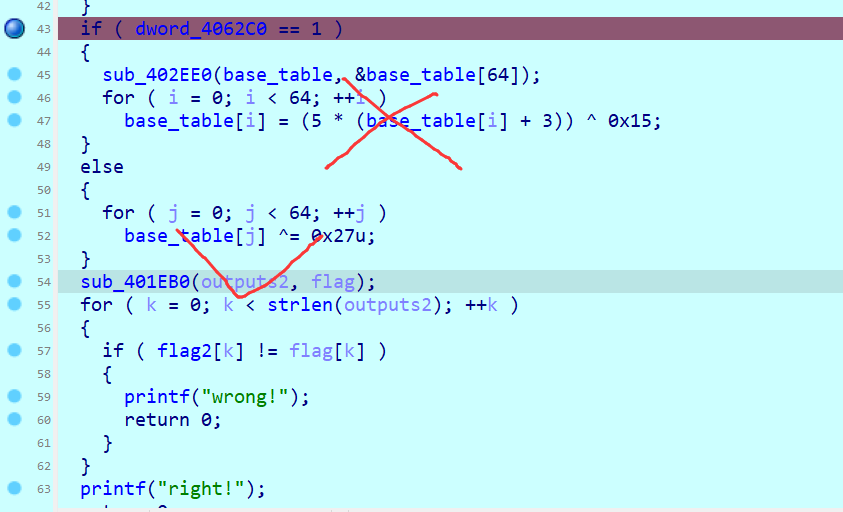 42 }
43 if ( dword_4062C0 == 1 )
44 {
45 sub_402EE0(base_table, &base_table[64]);
46 for ( i = 0; i < 64; ++i )
47 base_table[i] = (5 * (base_table[i] + 3)) ^ 0x15;
48 }
49 else
50 {
51 for ( j = 0; j < 64; ++j )
52 base_table[j] ^= 0x27u;
53 }
54 sub_401EB0(outputs2, flag);
55 for ( k = 0; k < strlen(outputs2); ++k )
56 {
57 if ( flag2[k] != flag[k] )
58 {
59 printf("wrong!");
60 return 0;
61 }
62 }
63 printf("right!");